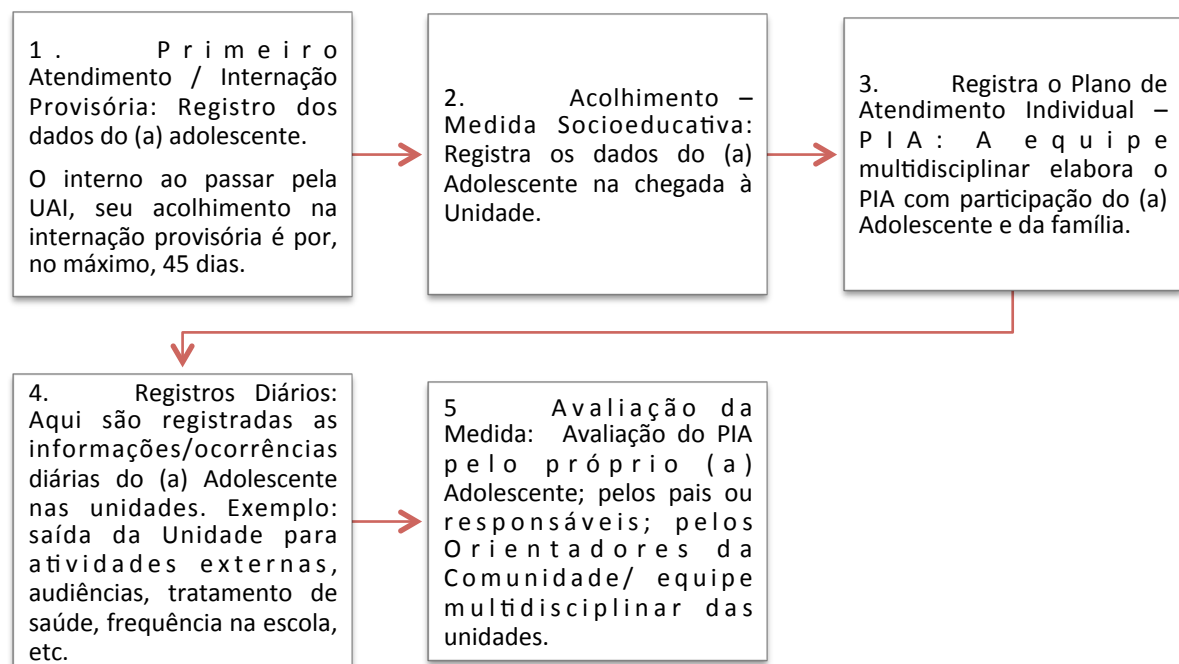 1. Primeiro
Atendimento / Internação
Provisória: Registro dos
dados do (a) adolescente.
O interno ao passar pela
UAI, seu acolhimento na
internação provisória é por,
no máximo, 45 dias.
2. Acolhimento –
Medida Socioeducativa:
Registra os dados do (a)
Adolescente na chegada à
Unidade.
3. Registra o Plano de
Atendimento Individual –
PIA: A equipe
multidisciplinar elabora o
PIA com participação do (a)
Adolescente e da família.
4. Registros Diários:
Aqui são registradas as
informações/ocorrências
diárias do (a) Adolescente
nas unidades. Exemplo:
saída da Unidade para
atividades externas,
audiências, tratamento de
saúde, frequência na escola,
etc.
5 Avaliação da
Medida: Avaliação do PIA
pelo próprio (a)
Adolescente; pelos pais ou
responsáveis; pelos
Orientadores da
Comunidade/ equipe
multidisciplinar das
unidades.